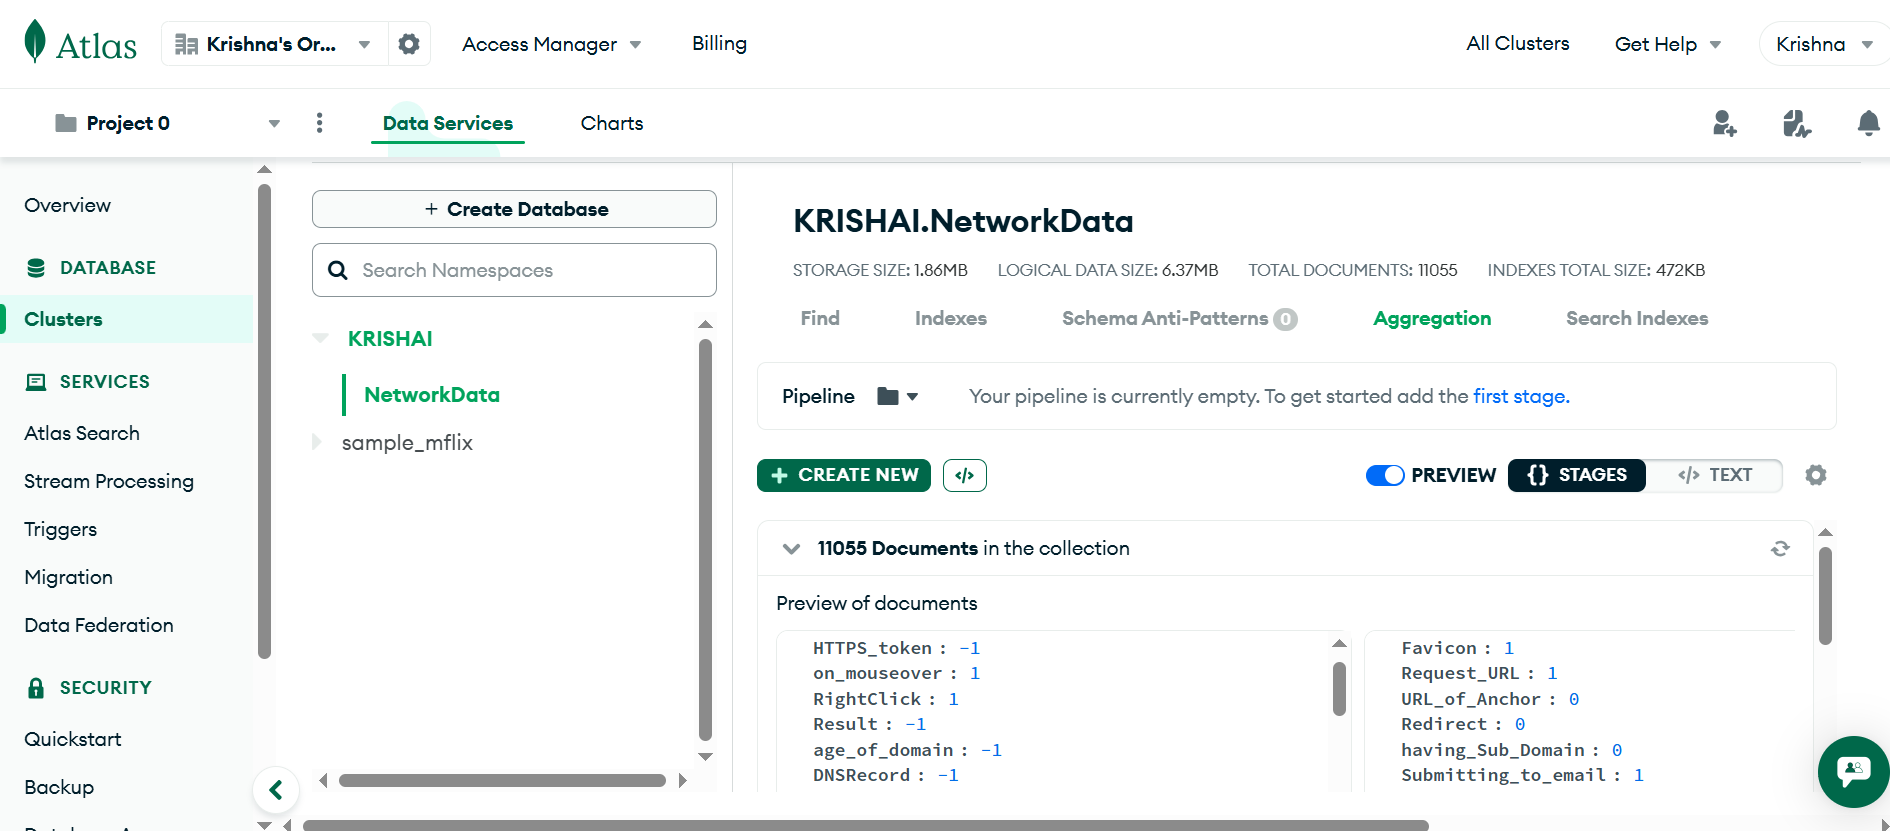 Atlas
Krishna's Or...
Access Manager
Billing
All Clusters
Get Help
Krishna
Project 0
Data Services
Charts
Overview
DATABASE
Clusters
SERVICES
Atlas Search
Stream Processing
Triggers
Migration
Data Federation
SECURITY
Quickstart
Backup
+ Create Database
Search Namespaces
KRISHAI
NetworkData
sample_mflix
KRISHAI.NetworkData
STORAGE SIZE: 1.86MB LOGICAL DATA SIZE: 6.37MB TOTAL DOCUMENTS: 11055 INDEXES TOTAL SIZE: 472KB
Find Indexes Schema Anti-Patterns 0 Aggregation Search Indexes
Pipeline
Your pipeline is currently empty. To get started add the first stage.
+ CREATE NEW
</>
PREVIEW
{} STAGES
</> TEXT
11055 Documents in the collection
Preview of documents
HTTPS_token : -1
on_mouseover : 1
RightClick : 1
Result : -1
age_of_domain : -1
DNSRecord : -1
Favicon : 1
Request_URL : 1
URL_of_Anchor : 0
Redirect : 0
having_Sub_Domain : 0
Submitting_to_email : 1